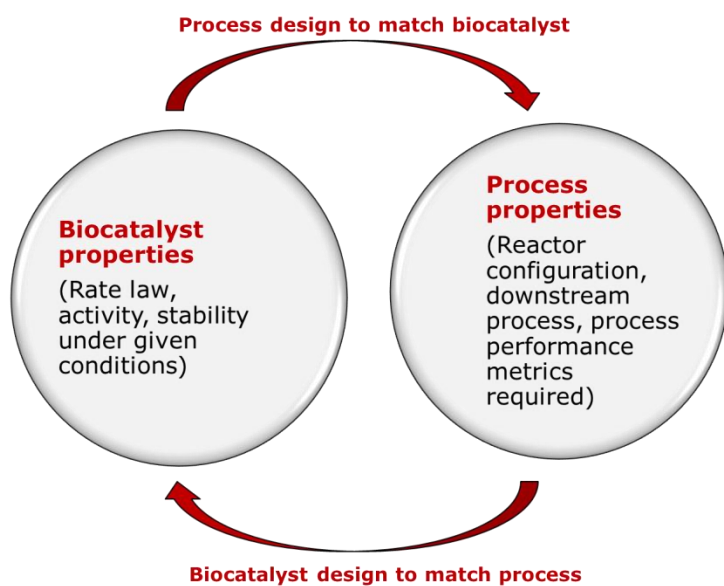 Process design to match biocatalyst
Biocatalyst
properties
(Rate law,
activity, stability
under given
conditions)
Process
properties
(Reactor
configuration,
downstream
process, process
performance
metrics
required)
Biocatalyst design to match process